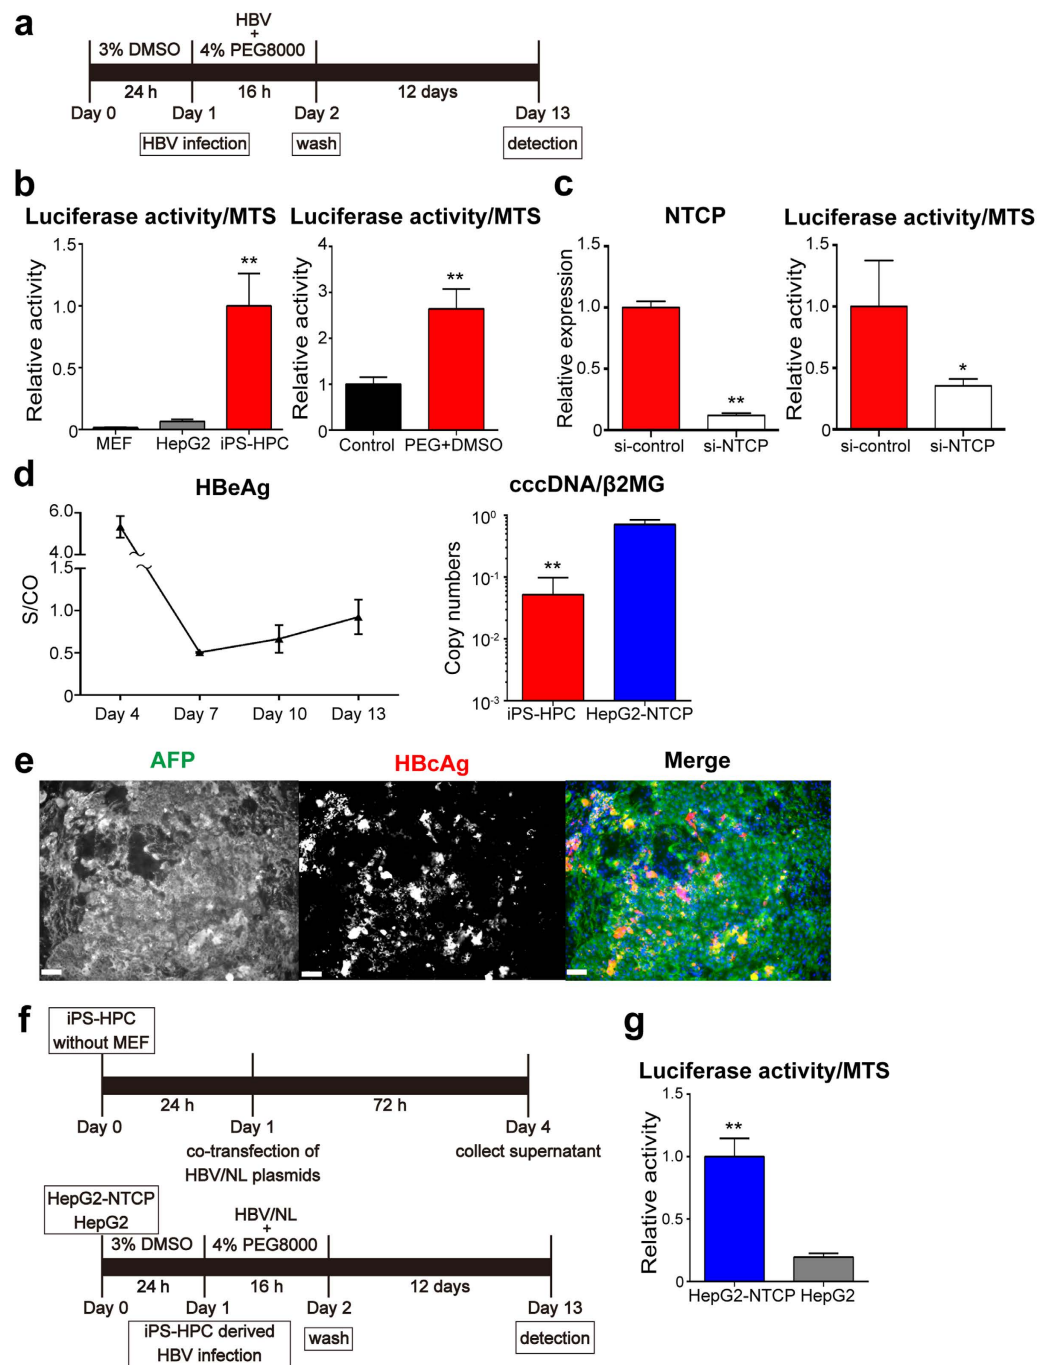 a
HBV
+
3% DMSO 4% PEG8000
24 h 16 h 12 days
Day 0 Day 1 Day 2 Day 13
HBV infection wash detection
b
Luciferase activity/MTS
Relative activity
1.5
1.0
0.5
0
**
MEF HepG2 iPS-HPC
Luciferase activity/MTS
Relative activity
4
3
2
1
0
**
Control PEG+DMSO
c
NTCP
Relative expression
1.5
1.0
0.5
0
**
si-control si-NTCP
Luciferase activity/MTS
Relative activity
1.5
1.0
0.5
0
*
si-control si-NTCP
d
HBeAg
S/CO
6.0
4.0
1.5
1.0
0.5
0
Day 4 Day 7 Day 10 Day 13
cccDNA/β2MG
Copy numbers
10⁰
10⁻¹
10⁻²
10⁻³
**
iPS-HPC HepG2-NTCP
e
AFP HBcAg Merge
f
iPS-HPC
without MEF
24 h 72 h
Day 0 Day 1 Day 4
co-transfection of collect supernatant
HBV/NL plasmids
HepG2-NTCP
HepG2
HBV/NL
+
3% DMSO 4% PEG8000
24 h 16 h 12 days
Day 0 Day 1 Day 2 Day 13
iPS-HPC derived
HBV infection
wash detection
g
Luciferase activity/MTS
Relative activity
1.5
1.0
0.5
0
**
HepG2-NTCP HepG2